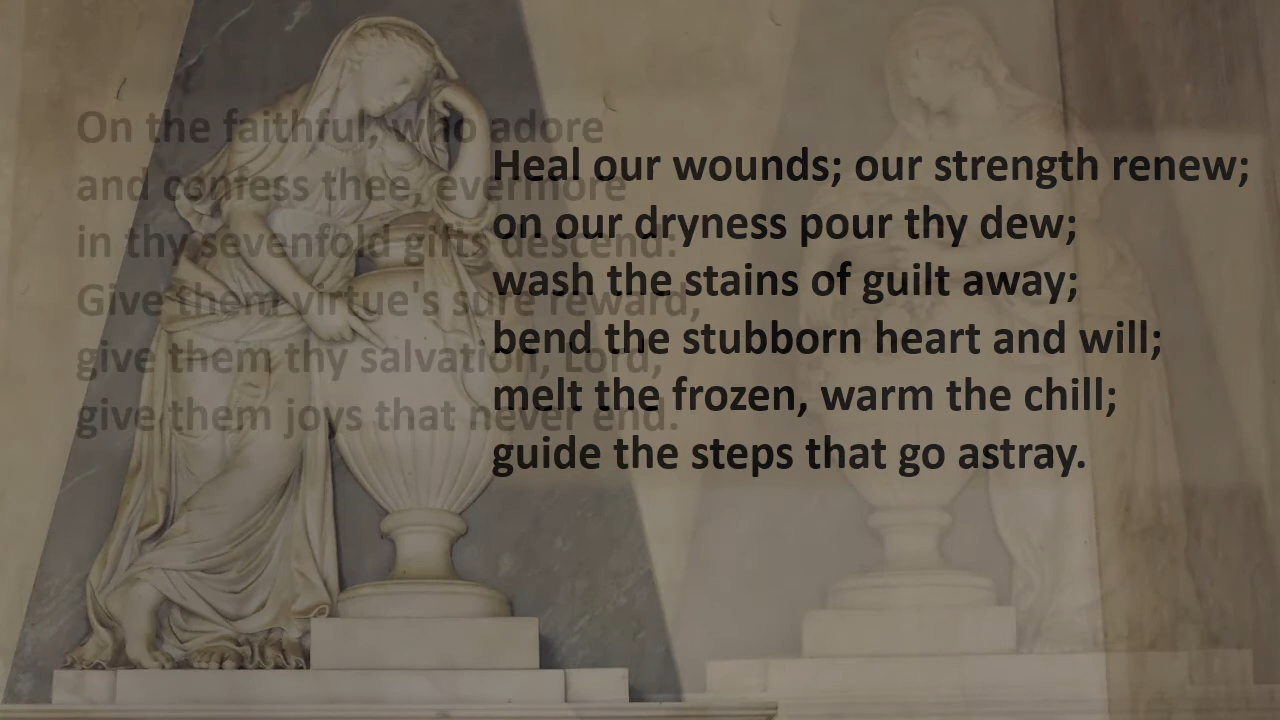 Heal our wounds; our strength renew;
on our dryness pour thy dew;
wash the stains of guilt away;
bend the stubborn heart and will;
melt the frozen, warm the chill;
guide the steps that go astray.
On the faithful, who adore
and confess thee, evermore
in thy sevenfold gifts descend:
Give them virtue's sure reward,
give them thy salvation, Lord,
give them joys that never end.